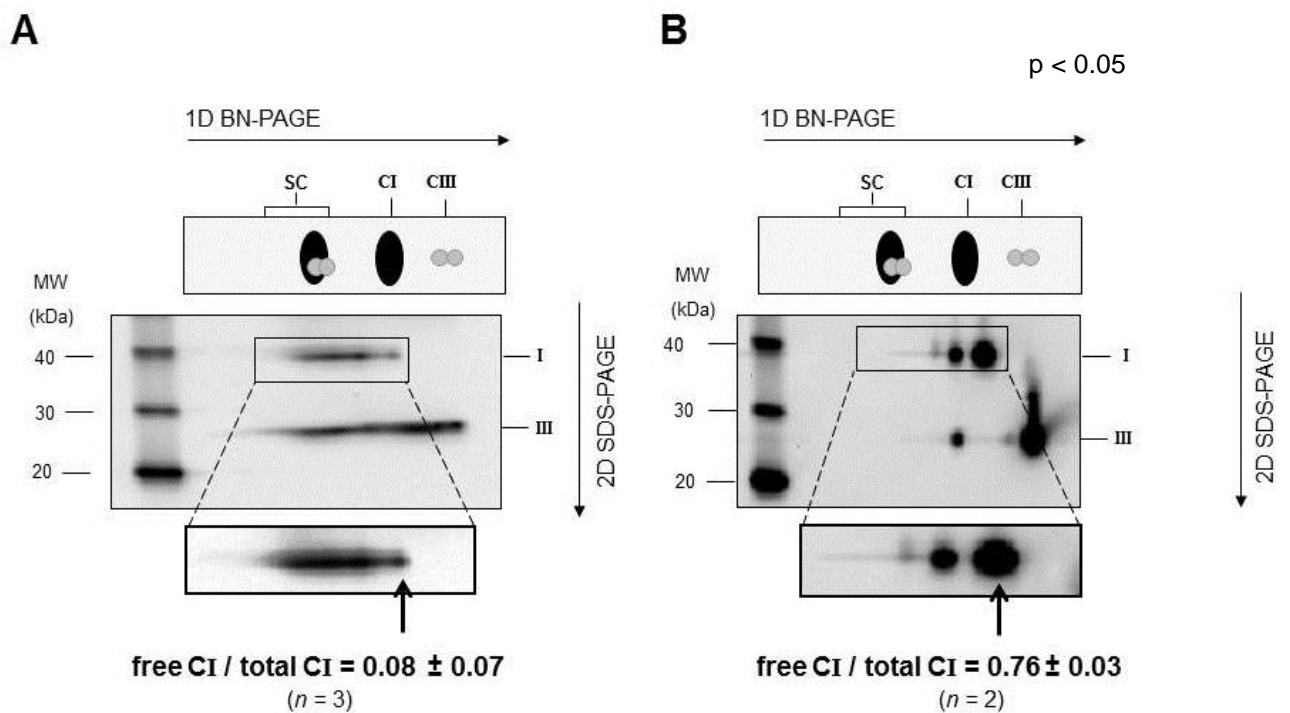 A
1D BN-PAGE
SC CI CIII
MW
(kDa)
40
30
20
I
III
2D SDS-PAGE
free CI / total CI = 0.08 ± 0.07
(n = 3)
B
p < 0.05
1D BN-PAGE
SC CI CIII
MW
(kDa)
40
30
20
I
III
2D SDS-PAGE
free CI / total CI = 0.76 ± 0.03
(n = 2)